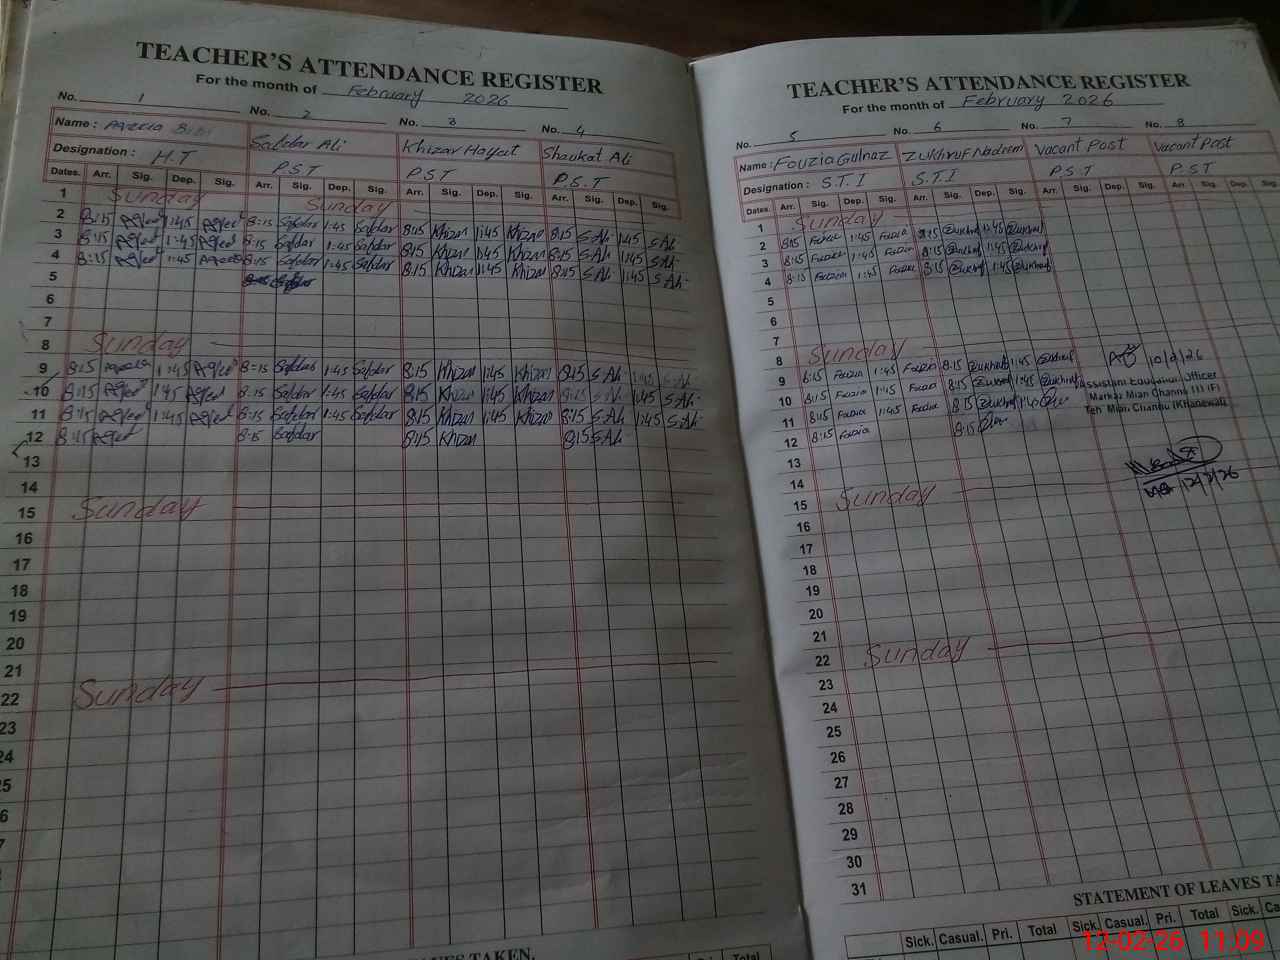 TEACHER'S ATTENDANCE REGISTER
For the month of February 2026
No. 1 No. 2 No. 3 No. 4
Name : Bibi Safdar Ali Khizar Hayat Shaukat Ali
Designation : H.T P.S.T P.S.T P.S.T
Dates. Arr. Sig. Dep. Sig. Arr. Sig. Dep. Sig. Arr. Sig. Dep. Sig. Arr. Sig. Dep. Sig.
1 Sunday Sunday
2 8:15 1:45 8:15 Safdar 1:45 Safdar 8:15 Khizar 1:45 Khizar 8:15 S.Ali 1:45 S.Ali
3 8:15 1:45 8:15 Safdar 1:45 Safdar 8:15 Khizar 1:45 Khizar 8:15 S.Ali 1:45 S.Ali
4 8:15 1:45 8:15 Safdar 1:45 Safdar 8:15 Khizar 1:45 Khizar 8:15 S.Ali 1:45 S.Ali
5
6
7
8 Sunday
9 8:15 1:45 8:15 Safdar 1:45 Safdar 8:15 Khizar 1:45 Khizar 8:15 S.Ali 1:45 S.Ali
10 8:15 1:45 8:15 Safdar 1:45 Safdar 8:15 Khizar 1:45 Khizar 8:15 S.Ali 1:45 S.Ali
11 8:15 1:45 8:15 Safdar 1:45 Safdar 8:15 Khizar 1:45 Khizar 8:15 S.Ali 1:45 S.Ali
12 8:15 8:15 Safdar 8:15 Khizar 8:15 S.Ali
13
14
15 Sunday
16
17
18
19
20
21
22 Sunday
23
24
25
26
27
TAKEN.
Total
TEACHER'S ATTENDANCE REGISTER
For the month of February 2026
No. 5 No. 6 No. 7 No. 8
Name : Fouzia Gulnaz Zukhruf Nadeem Vacant Post Vacant Post
Designation : S.T.I S.T.I P.S.T P.S.T
Dates. Arr. Sig. Dep. Sig. Arr. Sig. Dep. Sig. Arr. Sig. Dep. Sig. Arr. Sig. Dep. Sig.
1 Sunday
2 8:15 Fouzia 1:45 Fouzia 8:15 Zukhruf 1:45 Zukhruf
3 8:15 Fouzia 1:45 Fouzia 8:15 Zukhruf 1:45 Zukhruf
4 8:15 Fouzia 1:45 Fouzia 8:15 Zukhruf 1:45 Zukhruf
5
6
7
8 Sunday
9 8:15 Fouzia 1:45 Fouzia 8:15 Zukhruf 1:45 Zukhruf
10 8:15 Fouzia 1:45 Fouzia 8:15 Zukhruf 1:45 Zukhruf
11 8:15 Fouzia 1:45 Fouzia 8:15 Zukhruf
12 8:15 Fouzia 8:15
10/2/26
Assistant Education Officer
Markaz Mian Channu III (F)
Teh: Mian Channu (Khanewal)
13
14
15 Sunday
12/2/26
16
17
18
19
20
21
22 Sunday
23
24
25
26
27
28
29
30
31
STATEMENT OF LEAVES TA
Sick. Casual. Pri. Total Sick. Casual. Pri. Total Sick. Ca
12-02-26 11.09